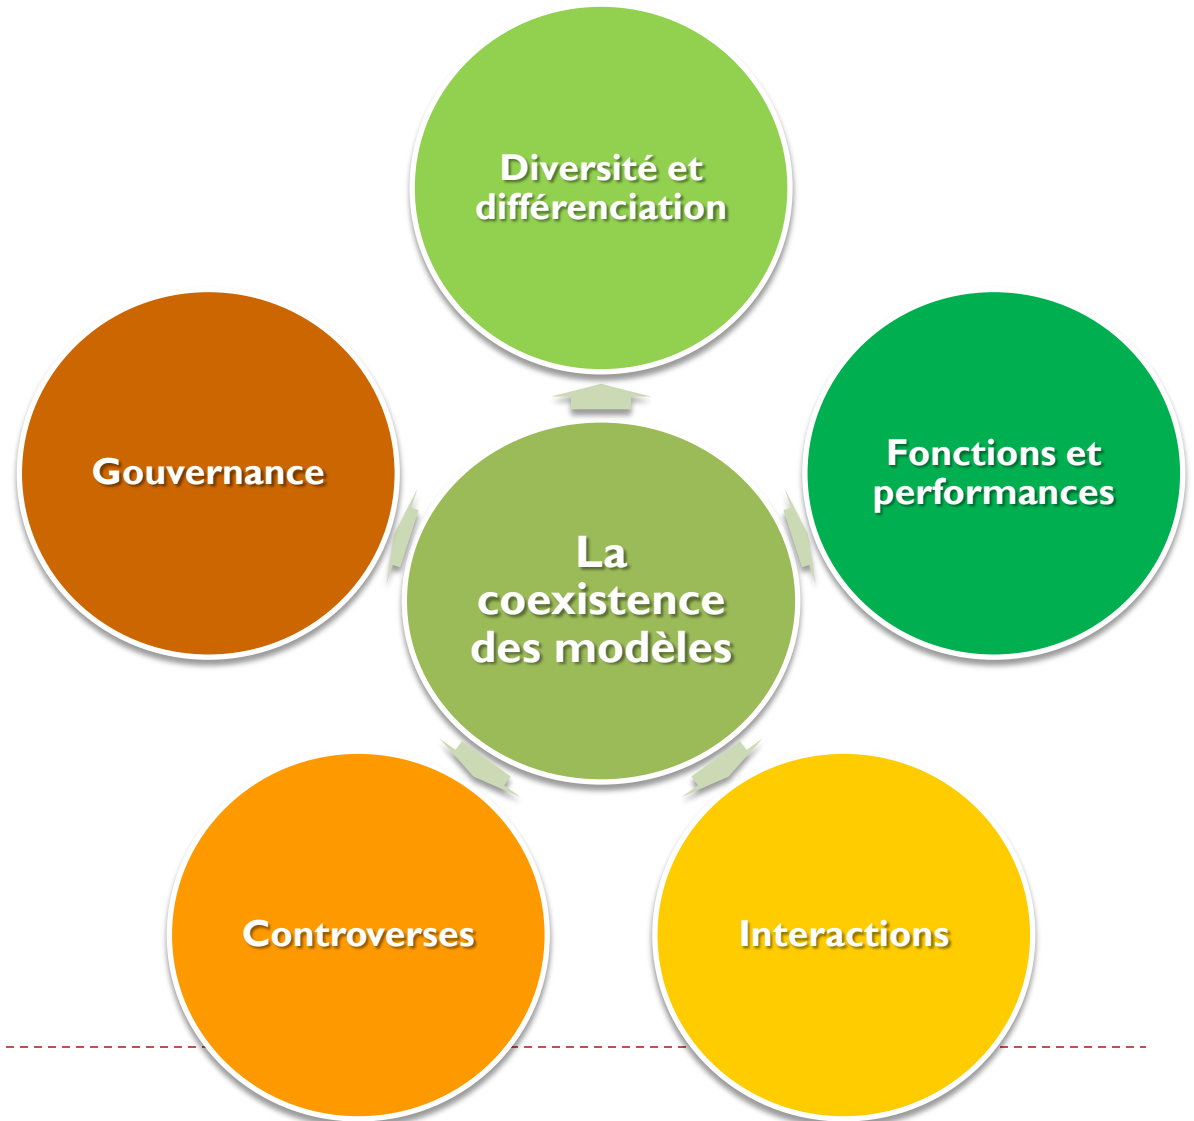 Diversité et
différenciation
Gouvernance
Fonctions et
performances
La
coexistence
des modèles
Controverses
Interactions